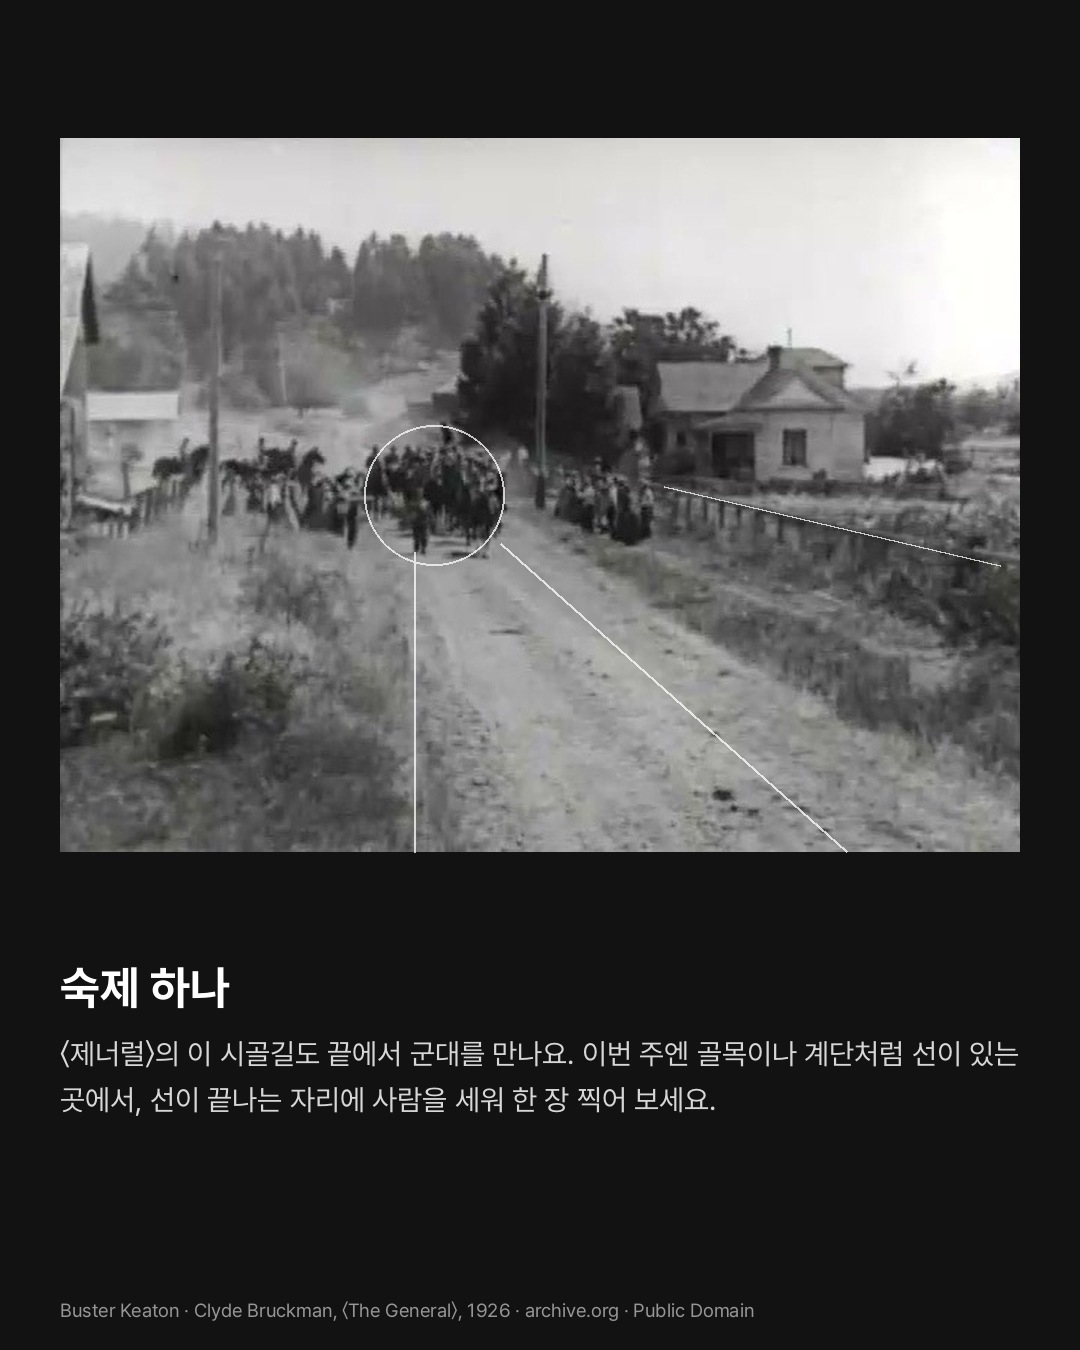 숙제 하나
〈제너럴〉의 이 시골길도 끝에서 군대를 만나요. 이번 주엔 골목이나 계단처럼 선이 있는
곳에서, 선이 끝나는 자리에 사람을 세워 한 장 찍어 보세요.
Buster Keaton · Clyde Bruckman, 〈The General〉, 1926 · archive.org · Public Domain